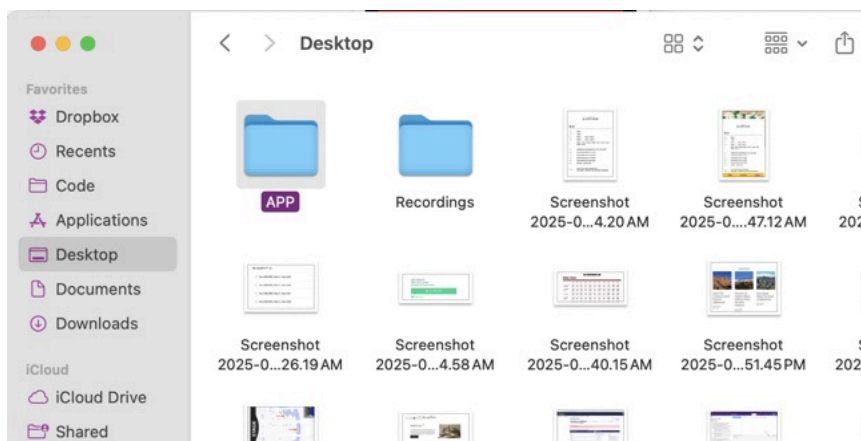 Desktop
Favorites
Dropbox
Recents
Code
Applications
Desktop
Documents
Downloads
iCloud
iCloud Drive
Shared
APP
Recordings
Screenshot
2025-0...4.20 AM
Screenshot
2025-0....47.12 AM
202
Screenshot
2025-0...26.19 AM
Screenshot
2025-0...4.58 AM
Screenshot
2025-0...40.15 AM
Screenshot
2025-0...51.45 PM
202